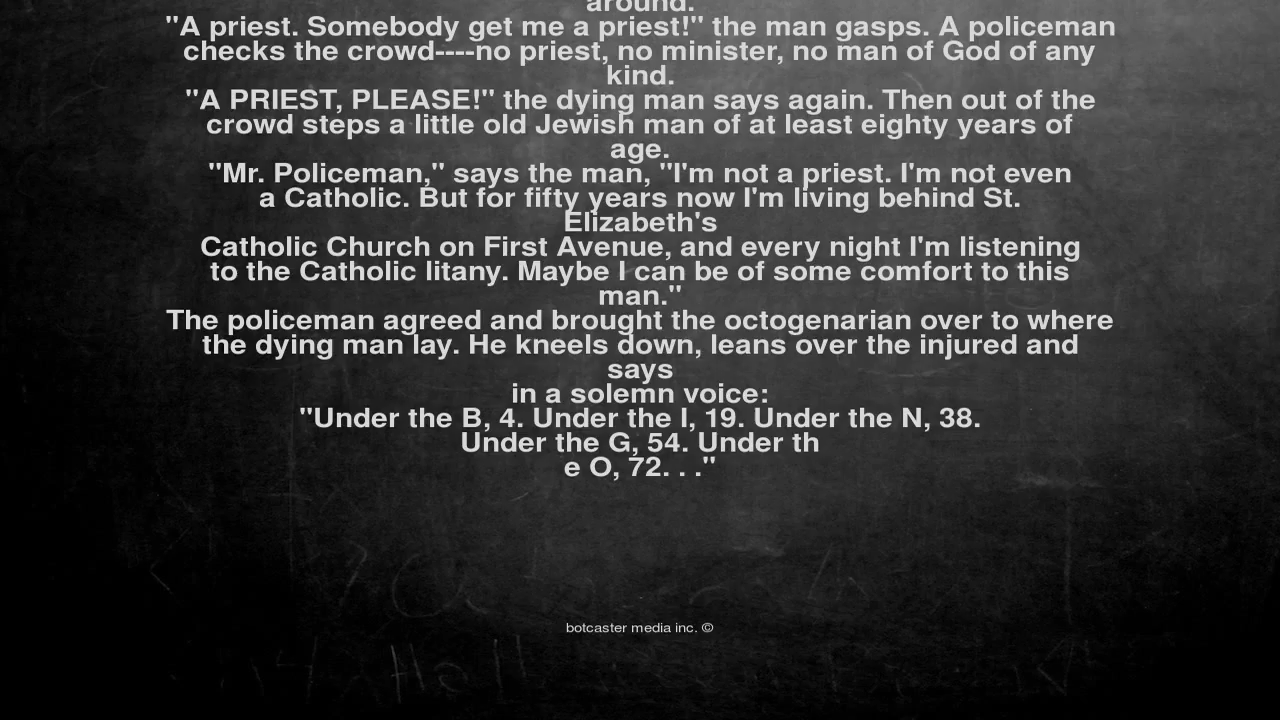 around.
"A priest. Somebody get me a priest!" the man gasps. A policeman
checks the crowd----no priest, no minister, no man of God of any
kind.
"A PRIEST, PLEASE!" the dying man says again. Then out of the
crowd steps a little old Jewish man of at least eighty years of
age.
"Mr. Policeman," says the man, "I'm not a priest. I'm not even
a Catholic. But for fifty years now I'm living behind St.
Elizabeth's
Catholic Church on First Avenue, and every night I'm listening
to the Catholic litany. Maybe I can be of some comfort to this
man."
The policeman agreed and brought the octogenarian over to where
the dying man lay. He kneels down, leans over the injured and
says
in a solemn voice:
"Under the B, 4. Under the I, 19. Under the N, 38.
Under the G, 54. Under th
e O, 72. . ."
botcaster media inc. ©